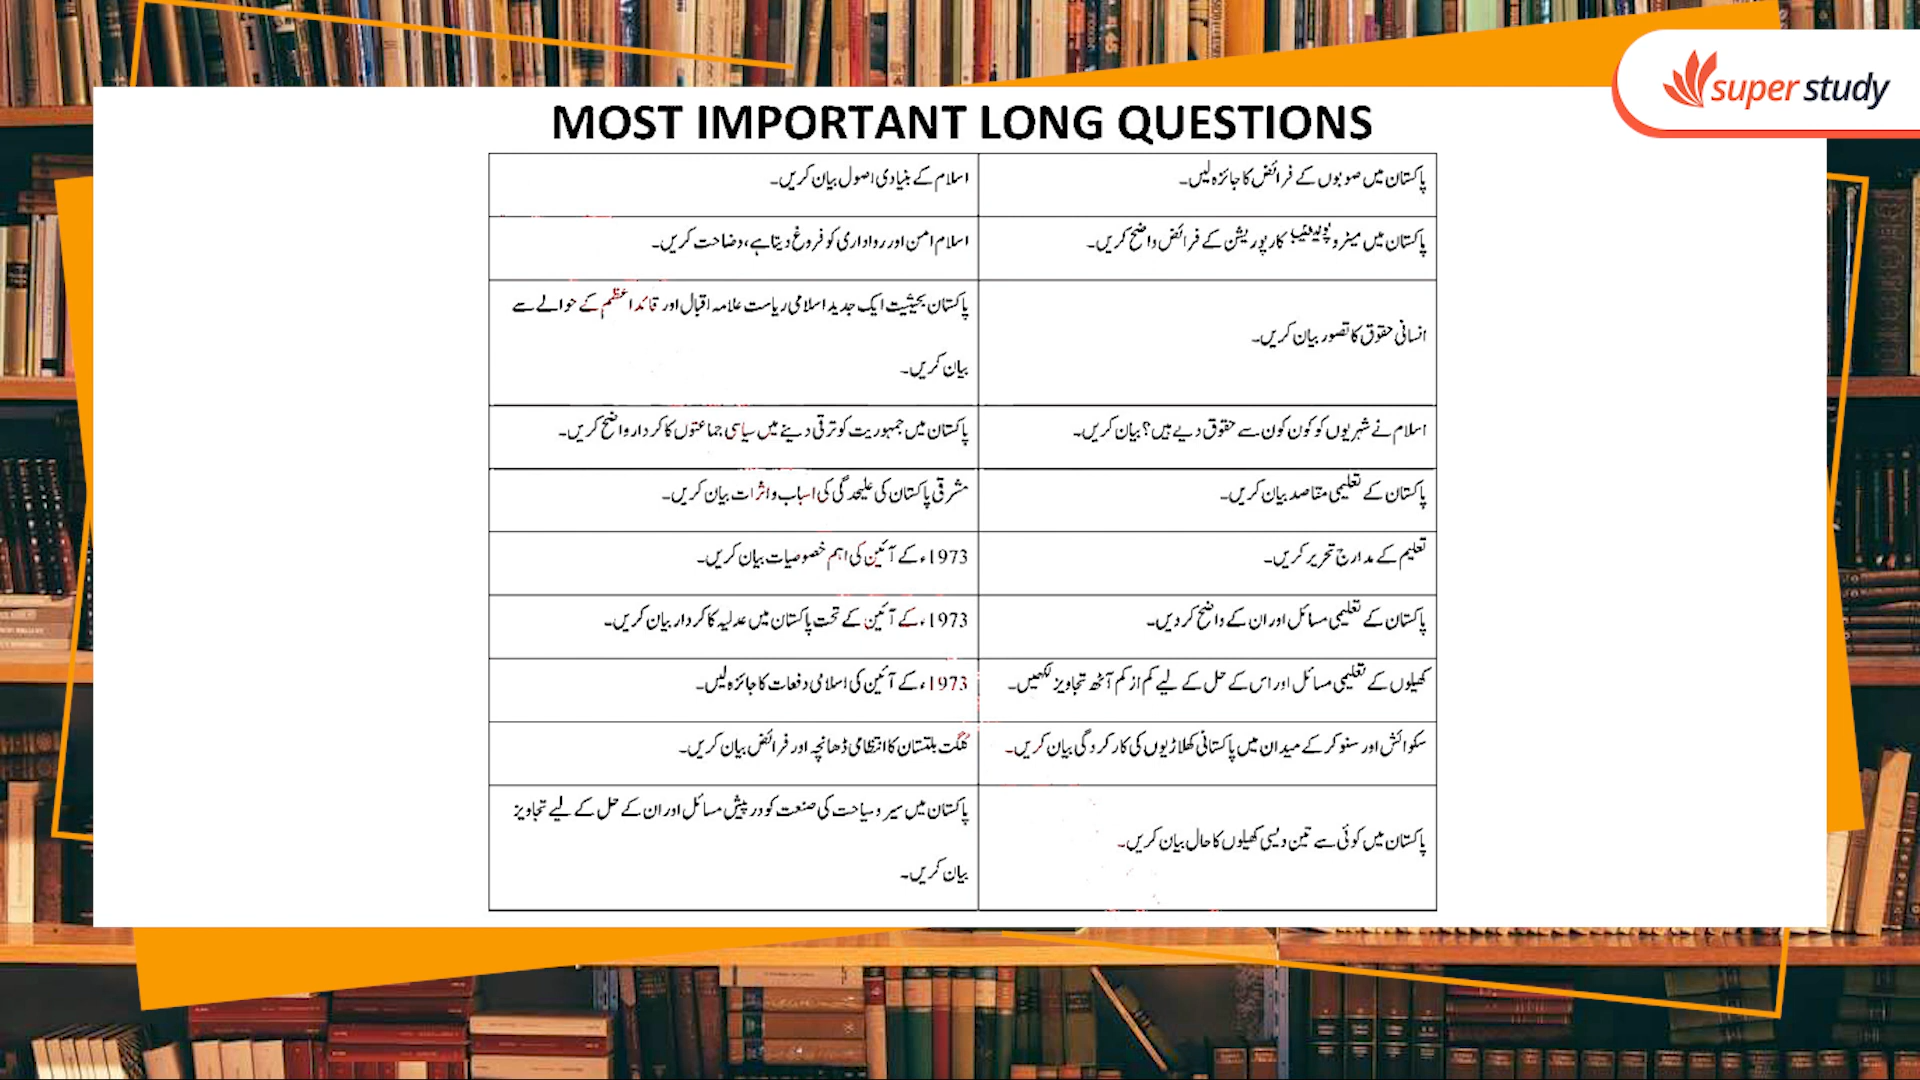 super study
MOST IMPORTANT LONG QUESTIONS
پاکستان میں صوبوں کے فرائض کا جائزہ لیں۔
اسلام کے بنیادی اصول بیان کریں۔
پاکستان میں میٹرو کارپوریشن کے فرائض واضح کریں۔
اسلام امن اور رواداری کو فروغ دیتا ہے، وضاحت کریں۔
انسانی حقوق کا تصور بیان کریں۔
پاکستان بحیثیت ایک جدید اسلامی ریاست علامہ اقبال اور قائد اعظم کے حوالے سے
بیان کریں۔
اسلام نے شہریوں کو کون کون سے حقوق دیے ہیں؟ بیان کریں۔
پاکستان میں جمہوریت کو ترقی دینے میں سیاسی جماعتوں کا کردار واضح کریں۔
پاکستان کے تعلیمی مقاصد بیان کریں۔
مشرقی پاکستان کی علیحدگی کی اسباب و اثرات بیان کریں۔
تعلیم کے مدارج تحریر کریں۔
1973ء کے آئین کی اہم خصوصیات بیان کریں۔
پاکستان کے تعلیمی مسائل اور ان کے واضح کر دیں۔
1973ء کے آئین کے تحت پاکستان میں عدلیہ کا کردار بیان کریں۔
کھیلوں کے تعلیمی مسائل اور اس کے حل کے لیے کم از کم آٹھ تجاویز لکھیں۔
1973ء کے آئین کی اسلامی دفعات کا جائزہ لیں۔
سکوائش اور سنوکر کے میدان میں پاکستانی کھلاڑیوں کی کارکردگی بیان کریں۔
گلگت بلتستان کا انتظامی ڈھانچہ اور فرائض بیان کریں۔
پاکستان میں کوئی سے تین دیسی کھیلوں کا حال بیان کریں۔
پاکستان میں سیر و سیاحت کی صنعت کو درپیش مسائل اور ان کے حل کے لیے تجاویز
بیان کریں۔